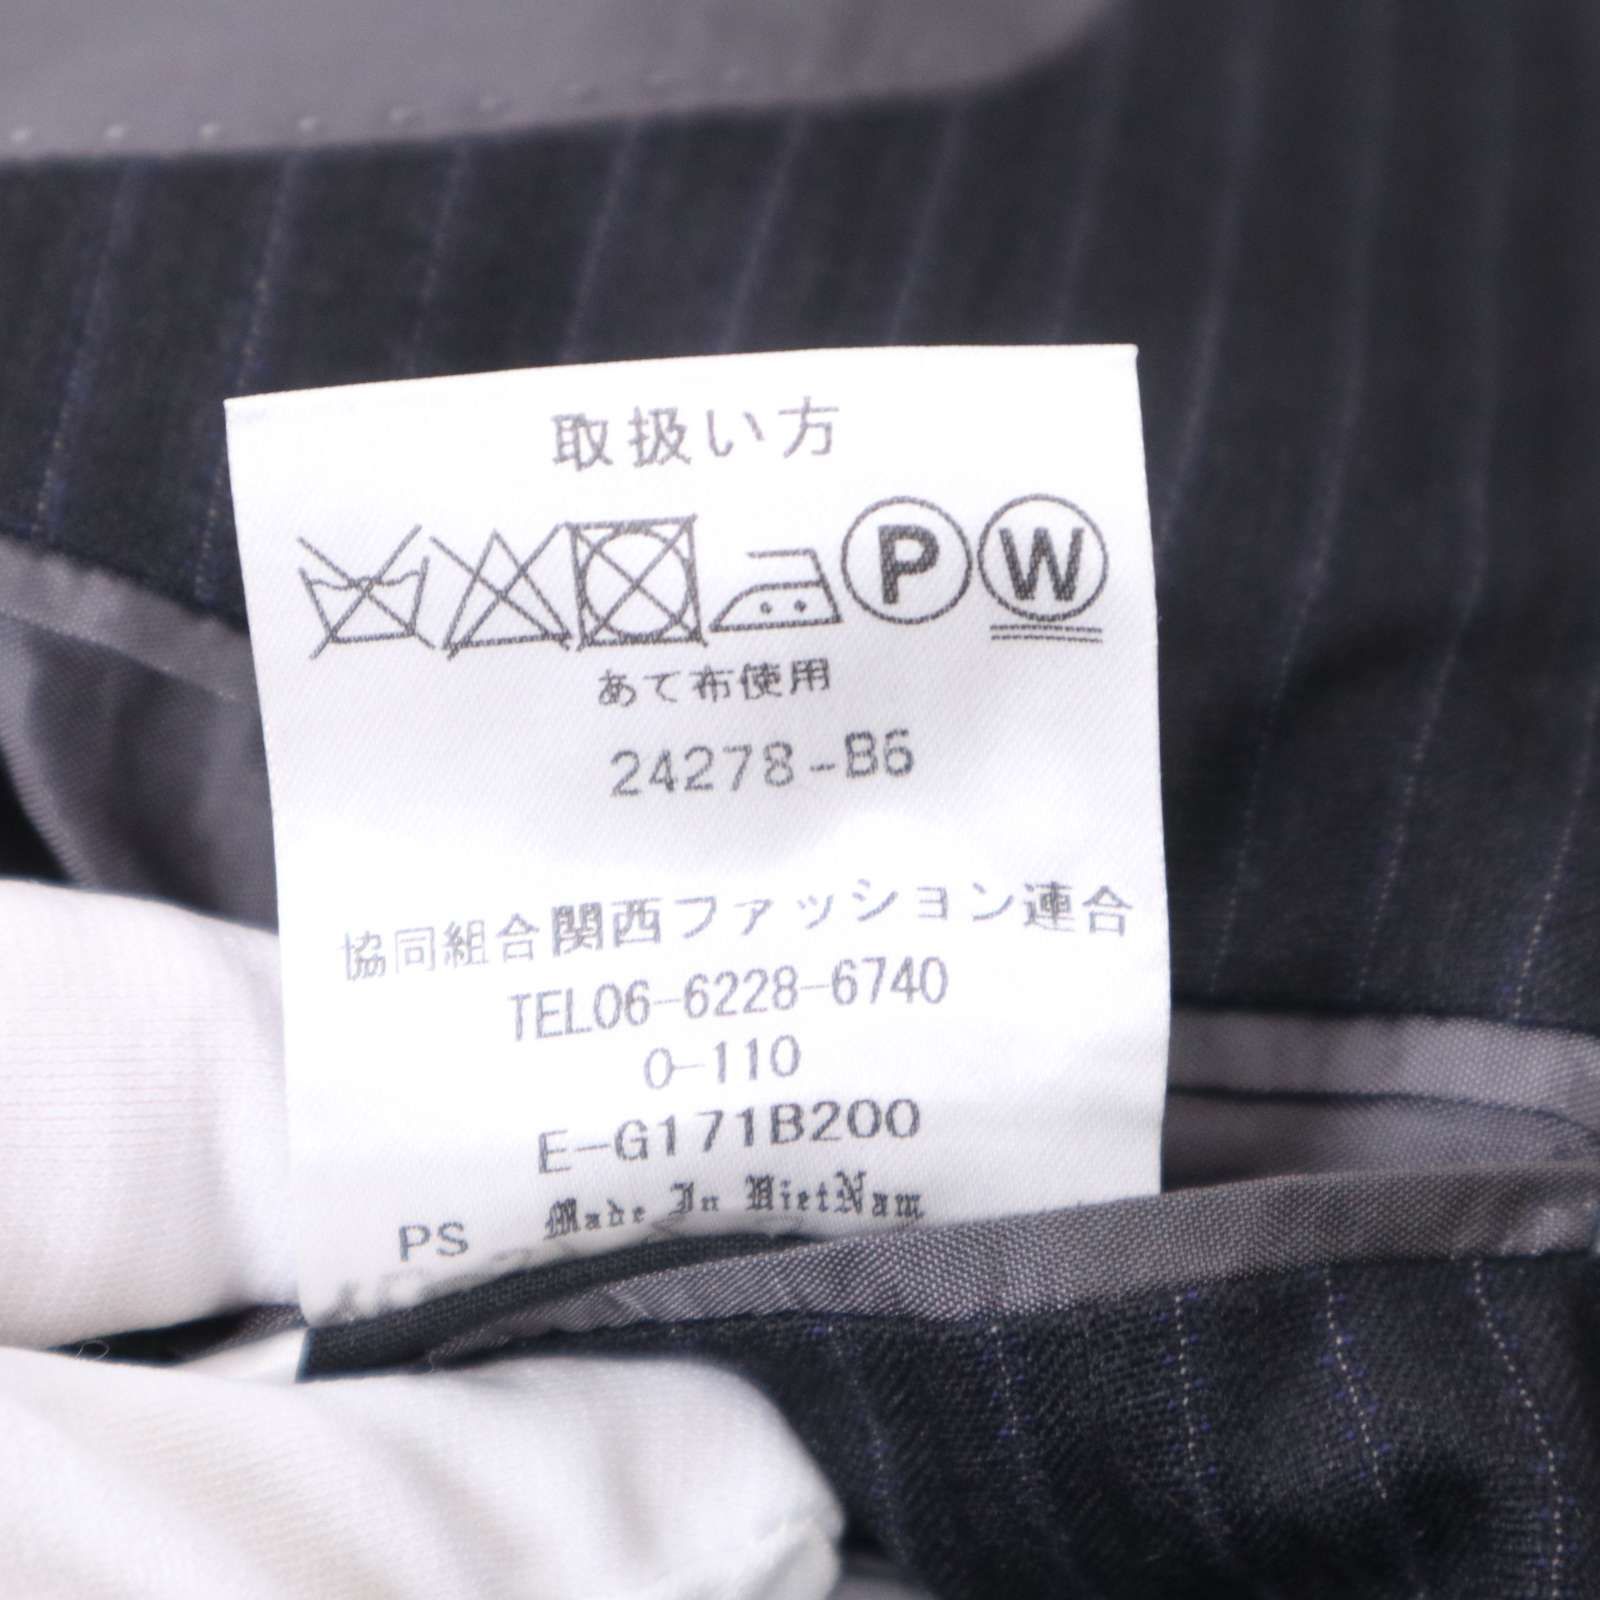 取扱い方
P W
あて布使用
24278-B6
協同組合関西ファッション連合
TEL06-6228-6740
0-110
E-G171B200
PS Made In VietNam